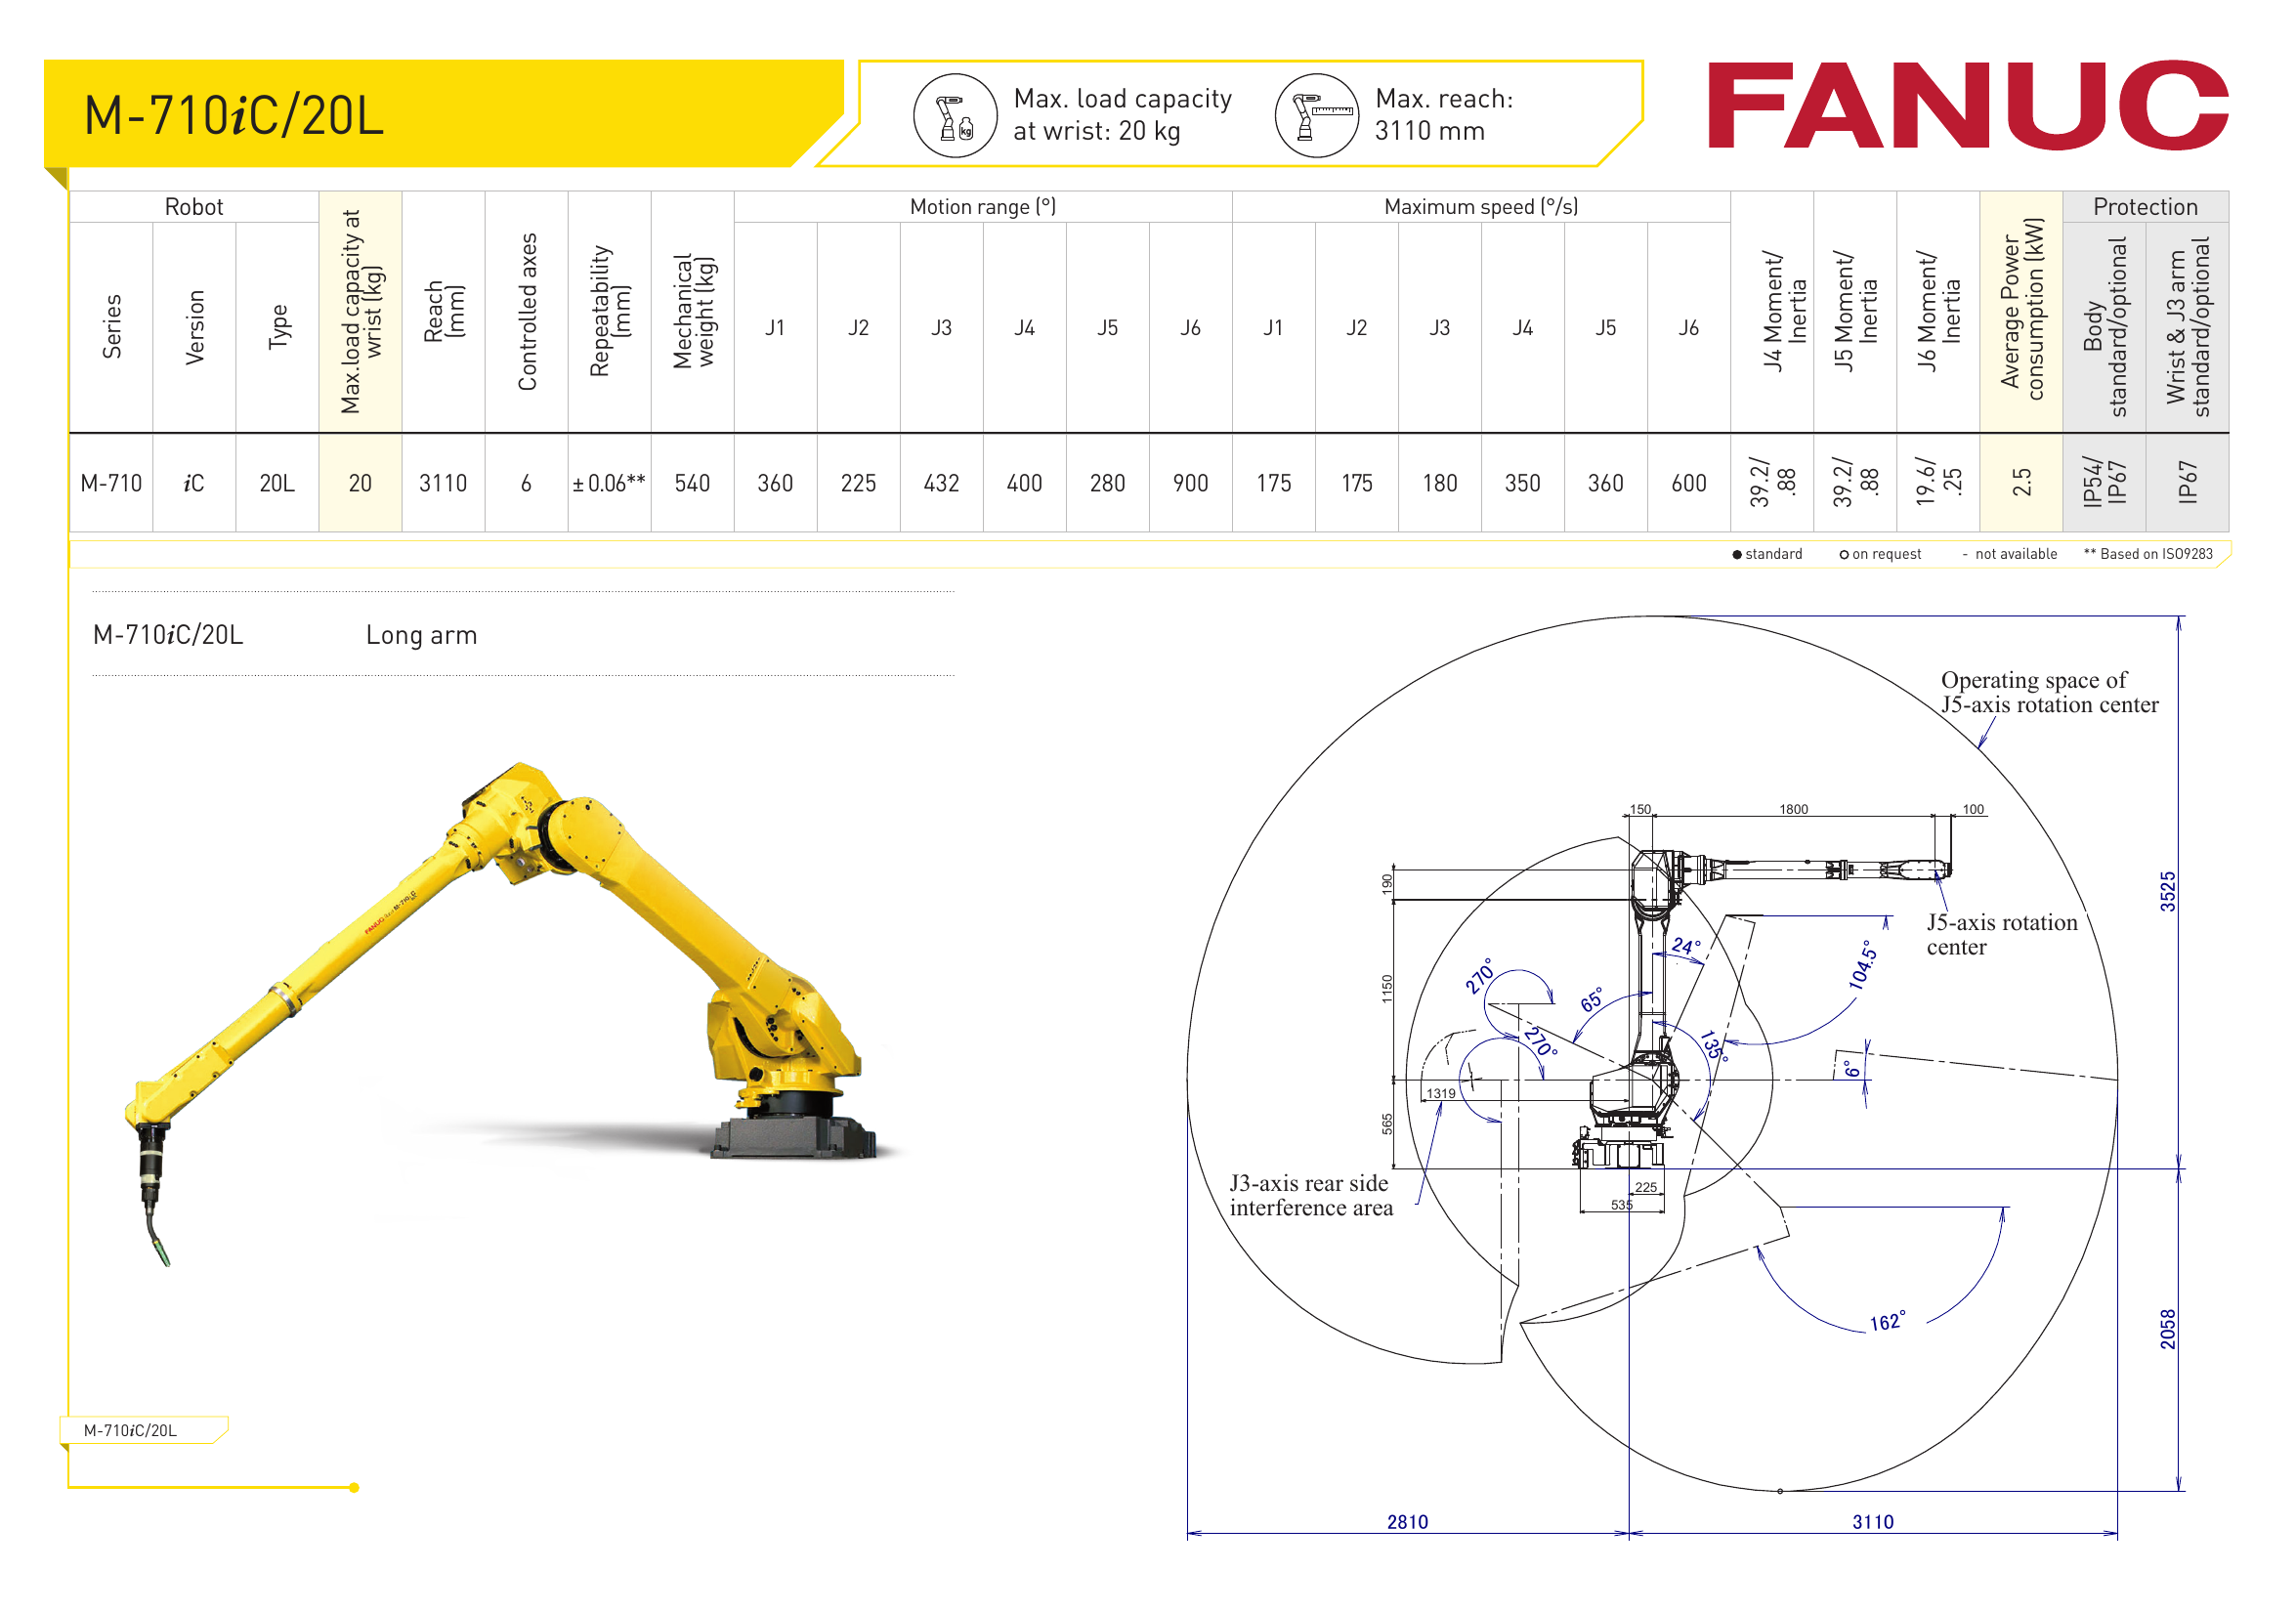 M-710iC/20L
Max. load capacity
at wrist: 20 kg
Max. reach:
3110 mm
FANUC
Robot
Motion range (°)
Maximum speed (°/s)
Protection
Series
Version
Type
Max.load capacity at
wrist (kg)
Reach
(mm)
Controlled axes
Repeatability
(mm)
Mechanical
weight (kg)
J1
J2
J3
J4
J5
J6
J1
J2
J3
J4
J5
J6
J4 Moment/
Inertia
J5 Moment/
Inertia
J6 Moment/
Inertia
Average Power
consumption (kW)
Body
standard/optional
Wrist & J3 arm
standard/optional
M-710
iC
20L
20
3110
6
± 0.06**
540
360
225
432
400
280
900
175
175
180
350
360
600
39.2/
.88
39.2/
.88
19.6/
.25
2.5
IP54/
IP67
IP67
● standard
○ on request
- not available
** Based on ISO9283
M-710iC/20L
Long arm
FANUC
Operating space of
J5-axis rotation center
150
1800
100
190
3525
J5-axis rotation
center
24°
104.5°
270°
65°
1150
270°
135°
6°
1319
565
J3-axis rear side
interference area
225
535
162°
2058
M-710iC/20L
2810
3110